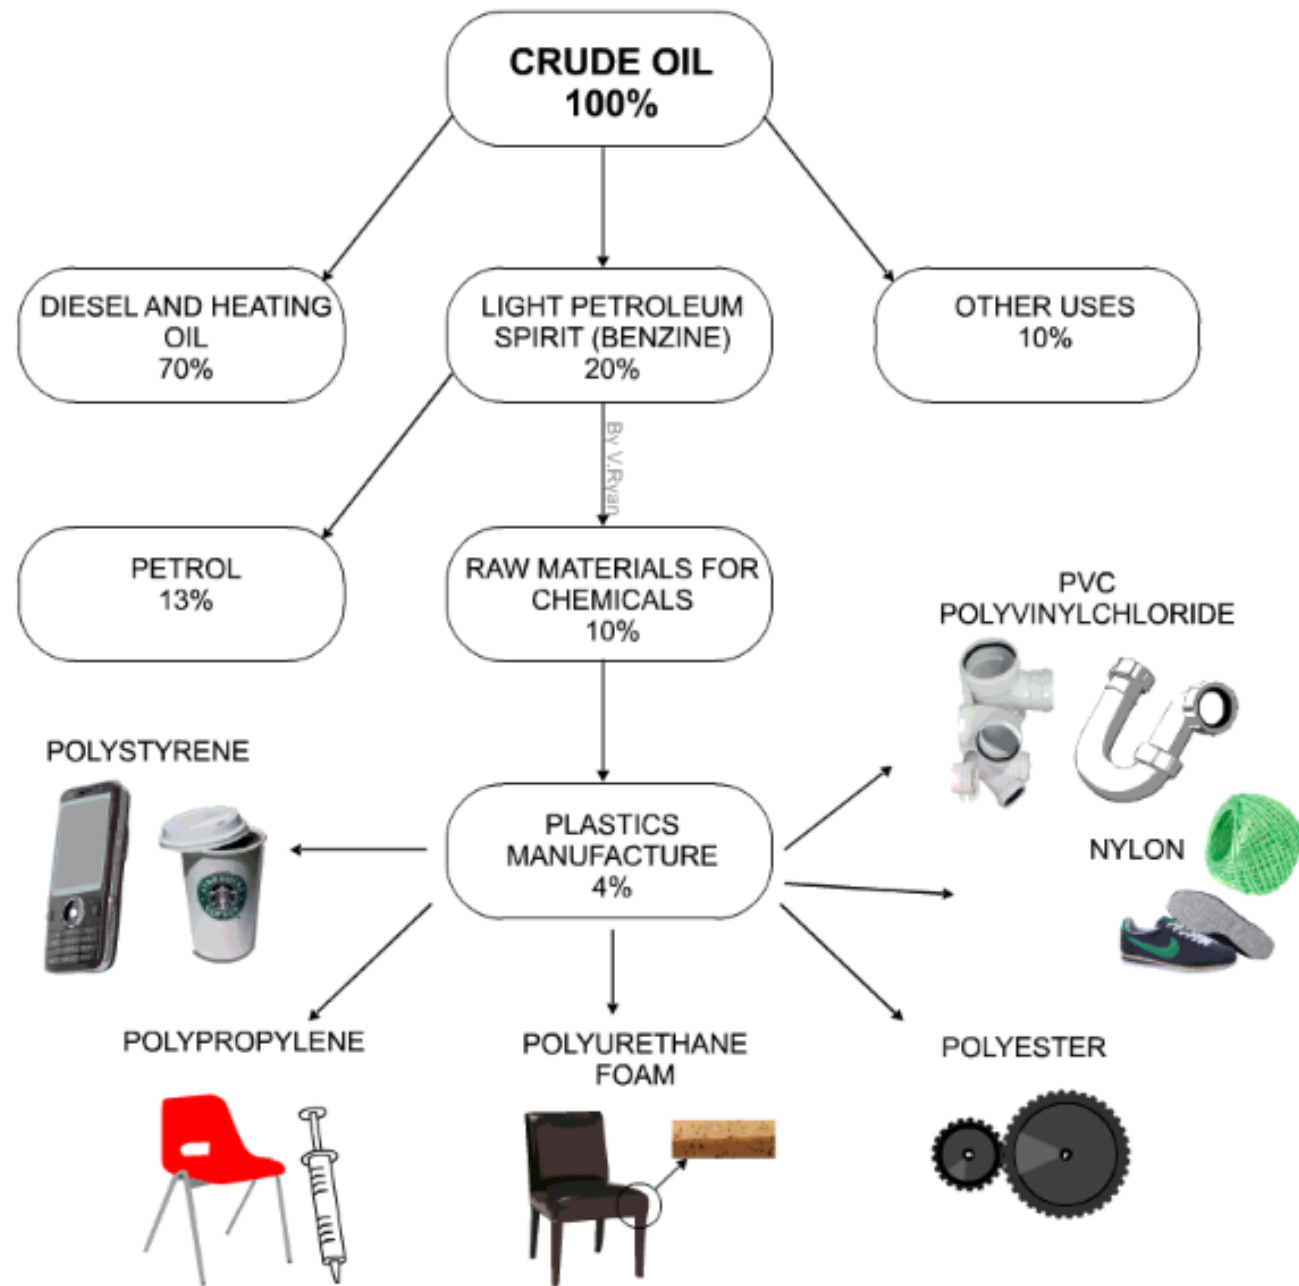 CRUDE OIL
100%
DIESEL AND HEATING
OIL
70%
LIGHT PETROLEUM
SPIRIT (BENZINE)
20%
OTHER USES
10%
By V.Ryan
PETROL
13%
RAW MATERIALS FOR
CHEMICALS
10%
PVC
POLYVINYLCHLORIDE
POLYSTYRENE
PLASTICS
MANUFACTURE
4%
NYLON
POLYPROPYLENE
POLYURETHANE
FOAM
POLYESTER